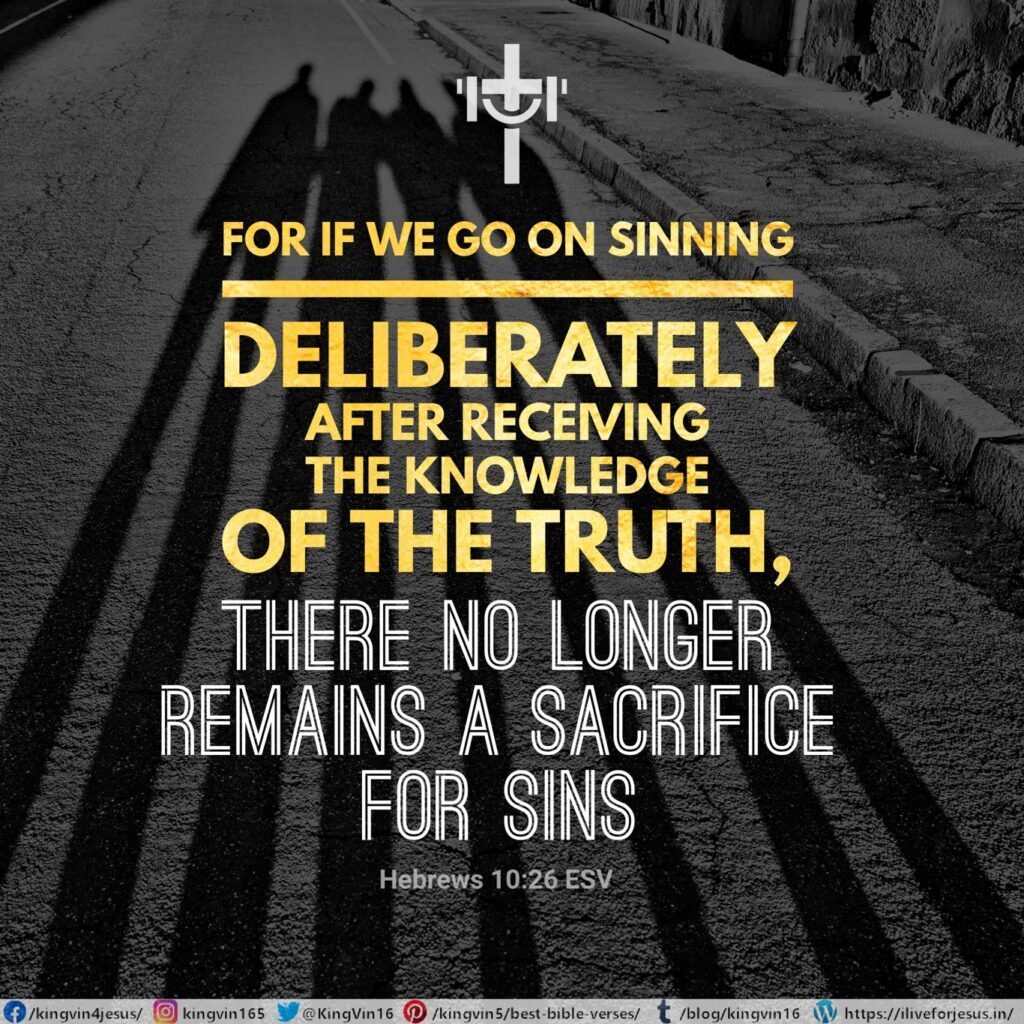 FOR IF WE GO ON SINNING
DELIBERATELY
AFTER RECEIVING
THE KNOWLEDGE
OF THE TRUTH,
THERE NO LONGER
REMAINS A SACRIFICE
FOR SINS
Hebrews 10:26 ESV
/kingvin4jesus/ kingvin165 @KingVin16 /kingvin5/best-bible-verses/ /blog/kingvin16 https://iliveforjesus.in/